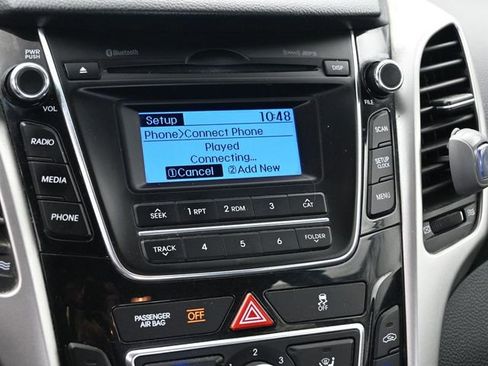 Bluetooth
PWR
PUSH
VOL
DISP
FILE
Setup 10:48
Phone>Connect Phone
Played
Connecting...
①Cancel ②Add New
RADIO
MEDIA
PHONE
SCAN
SETUP
CLOCK
MENU
SEEK
1 RPT
2 RDM
3
CAT
TRACK
4
5
6
FOLDER
PASSENGER
AIR BAG
OFF
OFF